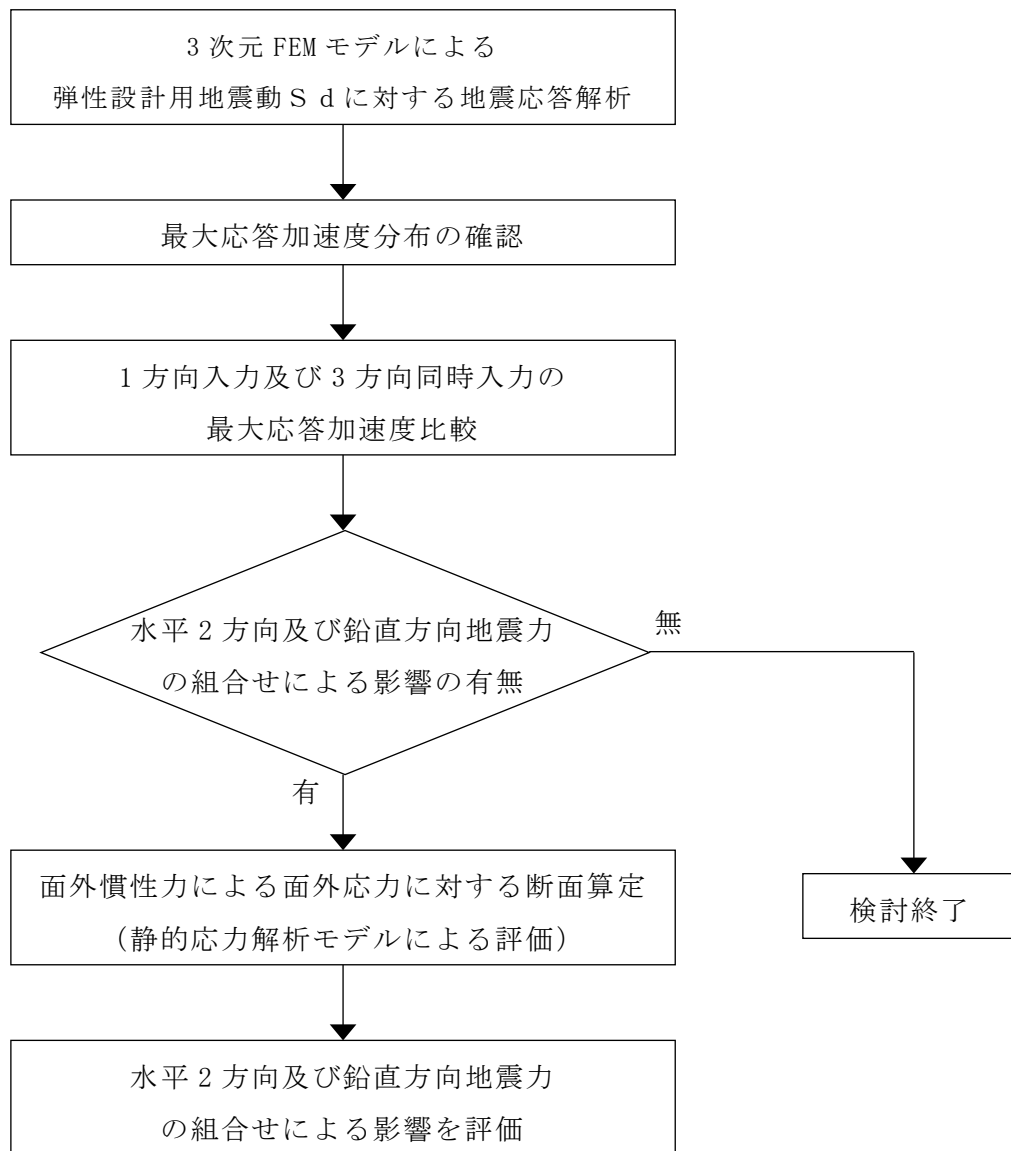 3次元FEMモデルによる
弾性設計用地震動Ｓｄに対する地震応答解析
最大応答加速度分布の確認
1方向入力及び3方向同時入力の
最大応答加速度比較
水平2方向及び鉛直方向地震力
の組合せによる影響の有無
無
有
面外慣性力による面外応力に対する断面算定
（静的応力解析モデルによる評価）
検討終了
水平2方向及び鉛直方向地震力
の組合せによる影響を評価